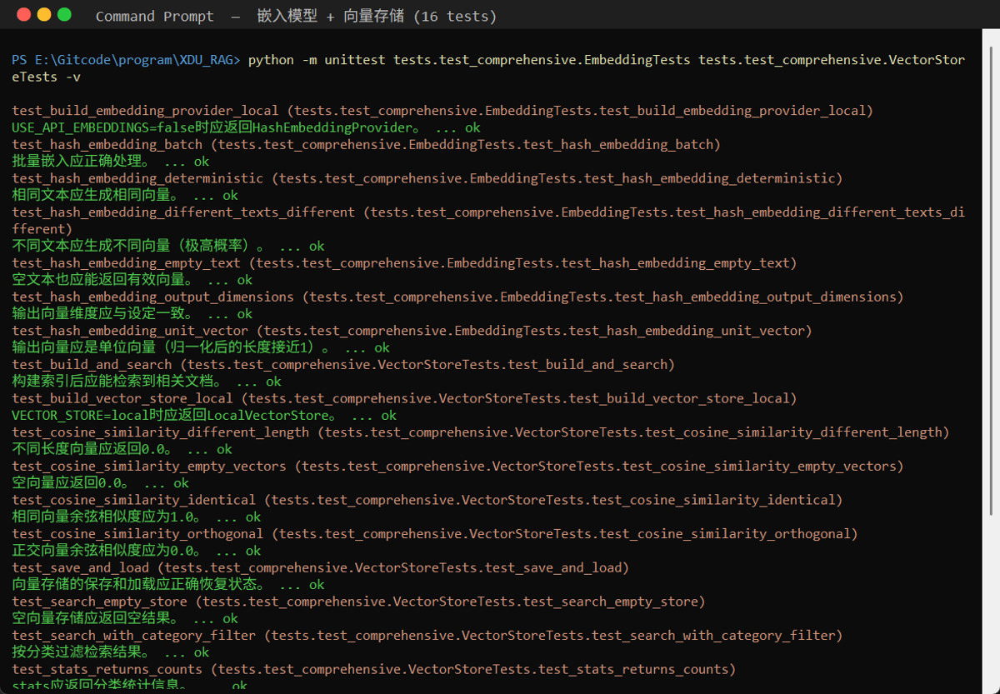 Command Prompt — 嵌入模型 + 向量存储 (16 tests)
PS E:\Gitcode\program\XDU_RAG> python -m unittest tests.test_comprehensive.EmbeddingTests tests.test_comprehensive.VectorStor
eTests -v
test_build_embedding_provider_local (tests.test_comprehensive.EmbeddingTests.test_build_embedding_provider_local)
USE_API_EMBEDDINGS=false时应返回HashEmbeddingProvider。 ... ok
test_hash_embedding_batch (tests.test_comprehensive.EmbeddingTests.test_hash_embedding_batch)
批量嵌入应正确处理。 ... ok
test_hash_embedding_deterministic (tests.test_comprehensive.EmbeddingTests.test_hash_embedding_deterministic)
相同文本应生成相同向量。 ... ok
test_hash_embedding_different_texts_different (tests.test_comprehensive.EmbeddingTests.test_hash_embedding_different_texts_di
fferent)
不同文本应生成不同向量（极高概率）。 ... ok
test_hash_embedding_empty_text (tests.test_comprehensive.EmbeddingTests.test_hash_embedding_empty_text)
空文本也应能返回有效向量。 ... ok
test_hash_embedding_output_dimensions (tests.test_comprehensive.EmbeddingTests.test_hash_embedding_output_dimensions)
输出向量维度应与设定一致。 ... ok
test_hash_embedding_unit_vector (tests.test_comprehensive.EmbeddingTests.test_hash_embedding_unit_vector)
输出向量应是单位向量（归一化后的长度接近1）。 ... ok
test_build_and_search (tests.test_comprehensive.VectorStoreTests.test_build_and_search)
构建索引后应能检索到相关文档。 ... ok
test_build_vector_store_local (tests.test_comprehensive.VectorStoreTests.test_build_vector_store_local)
VECTOR_STORE=local时应返回LocalVectorStore。 ... ok
test_cosine_similarity_different_length (tests.test_comprehensive.VectorStoreTests.test_cosine_similarity_different_length)
不同长度向量应返回0.0。 ... ok
test_cosine_similarity_empty_vectors (tests.test_comprehensive.VectorStoreTests.test_cosine_similarity_empty_vectors)
空向量应返回0.0。 ... ok
test_cosine_similarity_identical (tests.test_comprehensive.VectorStoreTests.test_cosine_similarity_identical)
相同向量余弦相似度应为1.0。 ... ok
test_cosine_similarity_orthogonal (tests.test_comprehensive.VectorStoreTests.test_cosine_similarity_orthogonal)
正交向量余弦相似度应为0.0。 ... ok
test_save_and_load (tests.test_comprehensive.VectorStoreTests.test_save_and_load)
向量存储的保存和加载应正确恢复状态。 ... ok
test_search_empty_store (tests.test_comprehensive.VectorStoreTests.test_search_empty_store)
空向量存储应返回空结果。 ... ok
test_search_with_category_filter (tests.test_comprehensive.VectorStoreTests.test_search_with_category_filter)
按分类过滤检索结果。 ... ok
test_stats_returns_counts (tests.test_comprehensive.VectorStoreTests.test_stats_returns_counts)
stats应返回分类统计信息。 ok